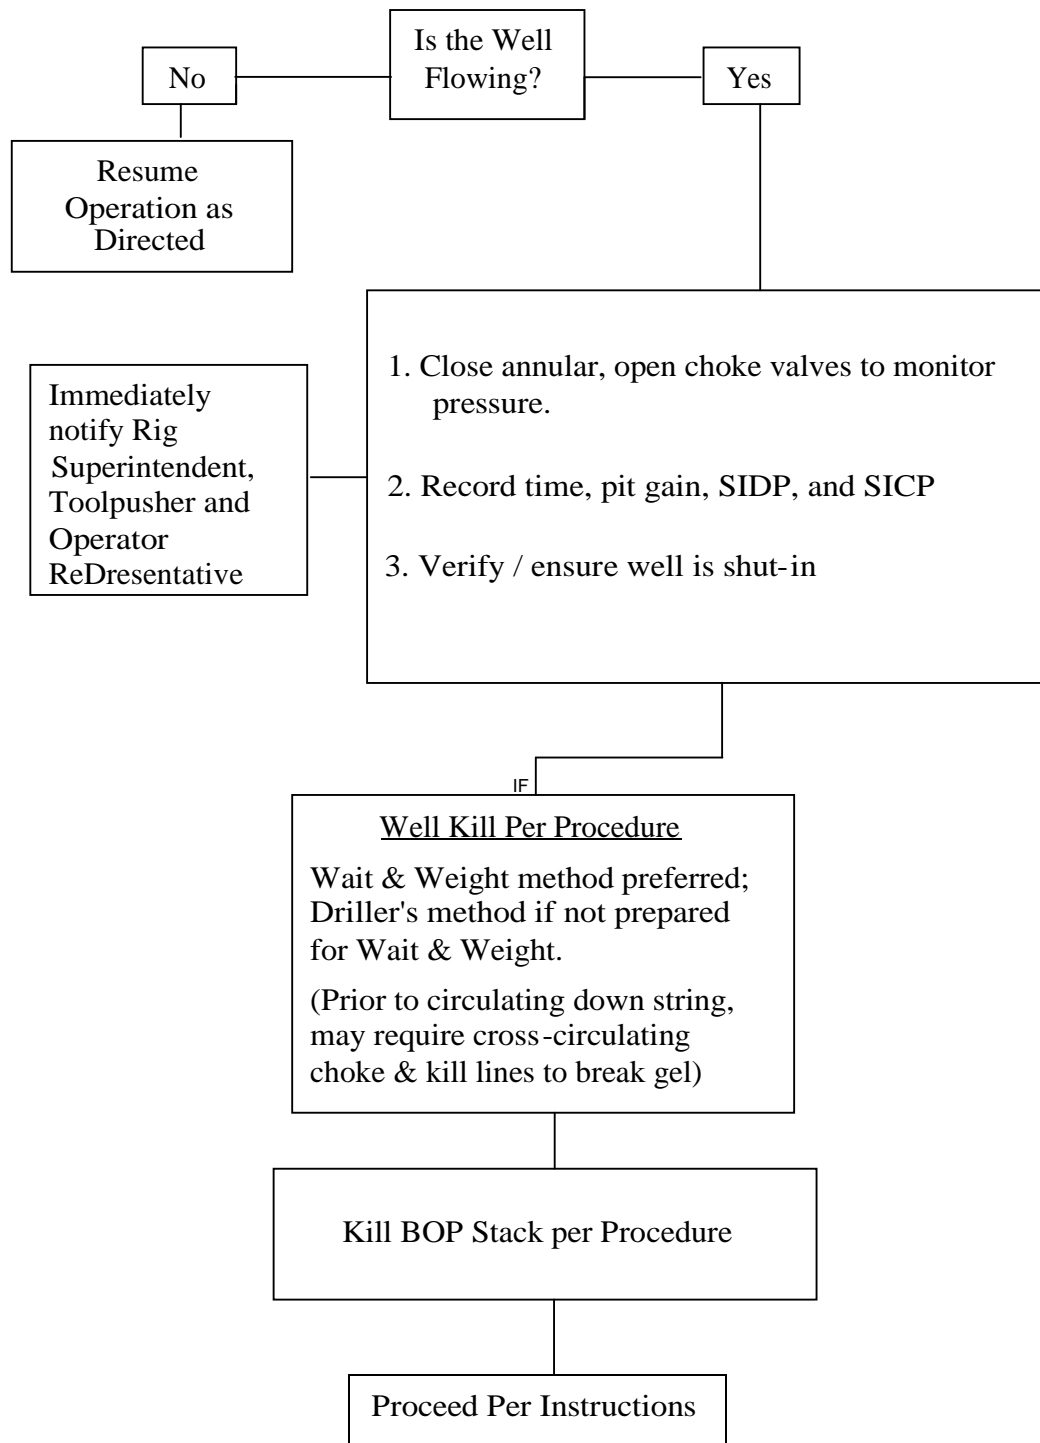 Is the Well
Flowing?
No
Yes
Resume
Operation as
Directed
Immediately
notify Rig
Superintendent,
Toolpusher and
Operator
ReDresentative
1. Close annular, open choke valves to monitor
pressure.
2. Record time, pit gain, SIDP, and SICP
3. Verify / ensure well is shut-in
IF
Well Kill Per Procedure
Wait & Weight method preferred;
Driller's method if not prepared
for Wait & Weight.
(Prior to circulating down string,
may require cross-circulating
choke & kill lines to break gel)
Kill BOP Stack per Procedure
Proceed Per Instructions